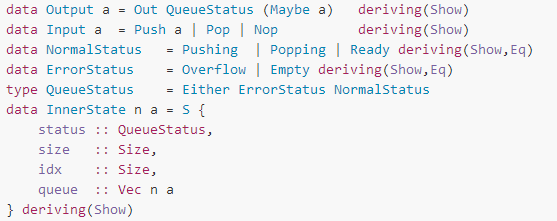 data Output a = Out QueueStatus (Maybe a)   deriving(Show)
data Input a  = Push a | Pop | Nop          deriving(Show)
data NormalStatus   = Pushing  | Popping | Ready deriving(Show,Eq)
data ErrorStatus    = Overflow | Empty deriving(Show,Eq)
type QueueStatus    = Either ErrorStatus NormalStatus
data InnerState n a = S {
    status :: QueueStatus,
    size   :: Size,
    idx    :: Size,
    queue  :: Vec n a
} deriving(Show)